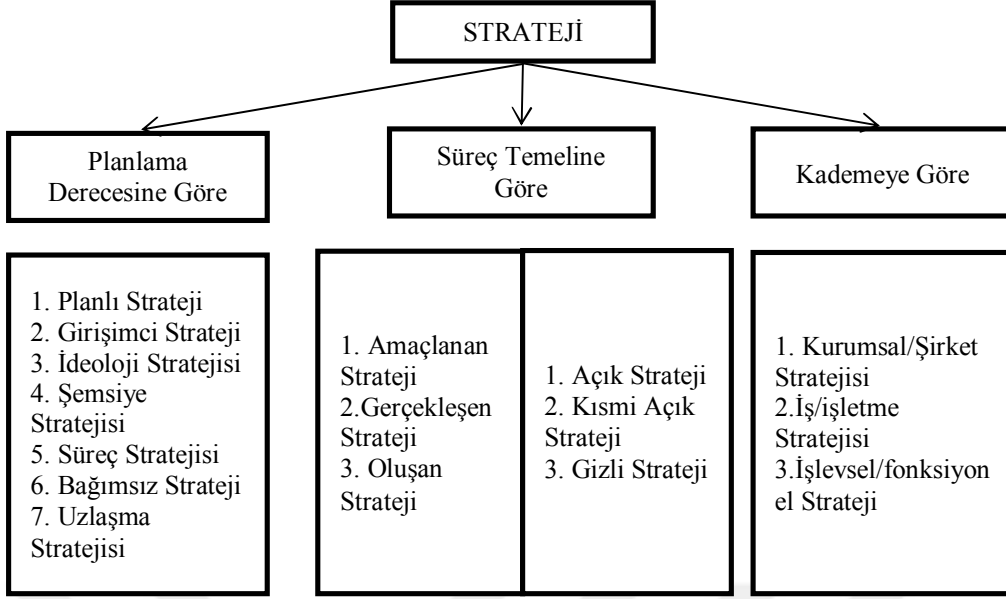 STRATEJİ
Planlama
Derecesine Göre
Süreç Temeline
Göre
Kademeye Göre
1. Planlı Strateji
2. Girişimci Strateji
3. İdeoloji Stratejisi
4. Şemsiye
Stratejisi
5. Süreç Stratejisi
6. Bağımsız Strateji
7. Uzlaşma
Stratejisi
1. Amaçlanan
Strateji
2.Gerçekleşen
Strateji
3. Oluşan
Strateji
1. Açık Strateji
2. Kısmi Açık
Strateji
3. Gizli Strateji
1. Kurumsal/Şirket
Stratejisi
2.İş/işletme
Stratejisi
3.İşlevsel/fonksiyon
el Strateji